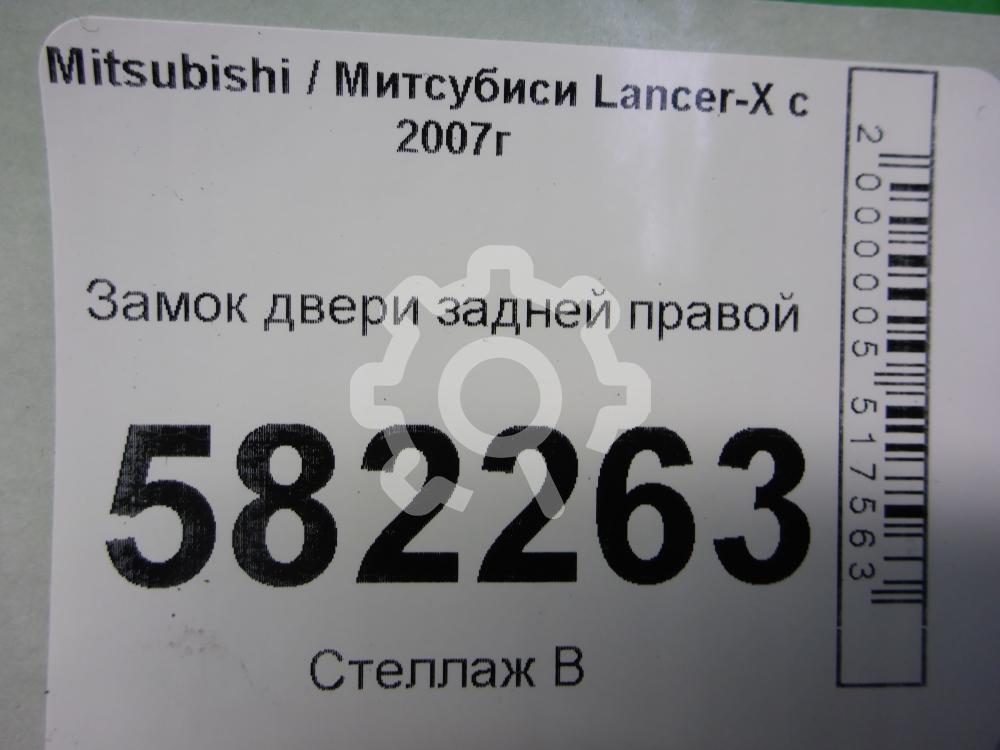 Mitsubishi / Митсубиси Lancer-X с
2007г
Замок двери задней правой
582263
Стеллаж В
2000005517563